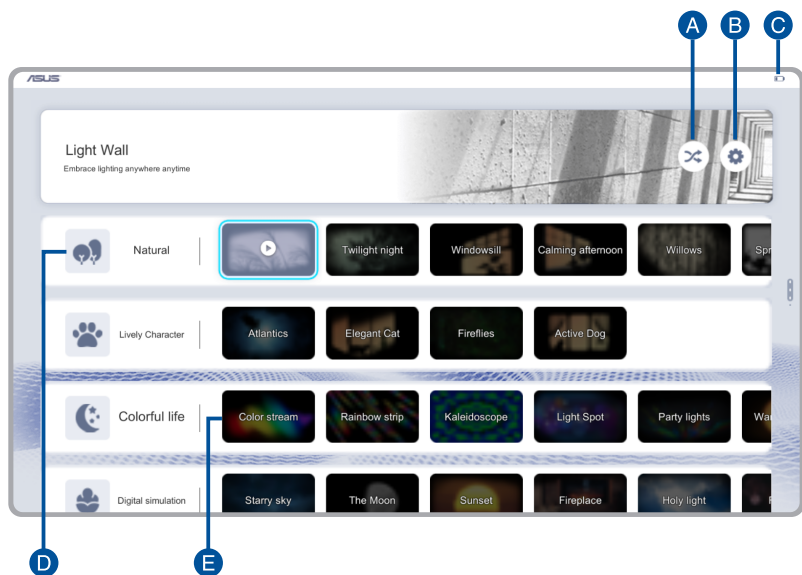 A B C
ASUS
Light Wall
Embrace lighting anywhere anytime
Natural
Twilight night
Windowsill
Calming afternoon
Willows
Spr
Lively Character
Atlantics
Elegant Cat
Fireflies
Active Dog
Colorful life
Color stream
Rainbow strip
Kaleidoscope
Light Spot
Party lights
Wa
Digital simulation
Starry sky
The Moon
Sunset
Fireplace
Holy light
D E